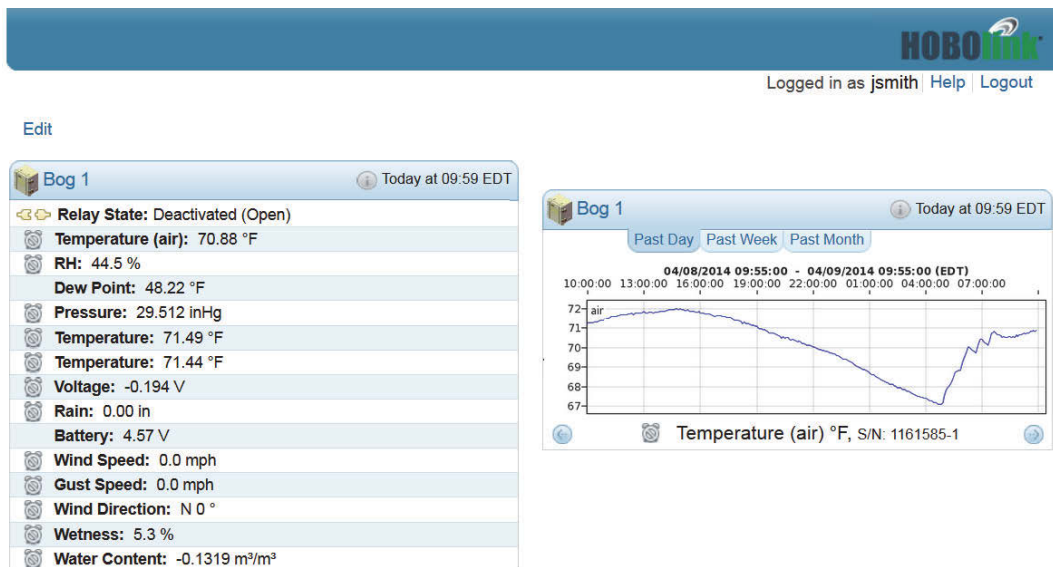 HOBOlink
Logged in as jsmith Help Logout
Edit
Bog 1 Today at 09:59 EDT
Relay State: Deactivated (Open)
Temperature (air): 70.88 °F
RH: 44.5 %
Dew Point: 48.22 °F
Pressure: 29.512 inHg
Temperature: 71.49 °F
Temperature: 71.44 °F
Voltage: -0.194 V
Rain: 0.00 in
Battery: 4.57 V
Wind Speed: 0.0 mph
Gust Speed: 0.0 mph
Wind Direction: N 0 °
Wetness: 5.3 %
Water Content: -0.1319 m³/m³
Bog 1 Today at 09:59 EDT
Past Day Past Week Past Month
04/08/2014 09:55:00 - 04/09/2014 09:55:00 (EDT)
10:00:00 13:00:00 16:00:00 19:00:00 22:00:00 01:00:00 04:00:00 07:00:00
72
air
71
70
69
68
67
Temperature (air) °F, S/N: 1161585-1